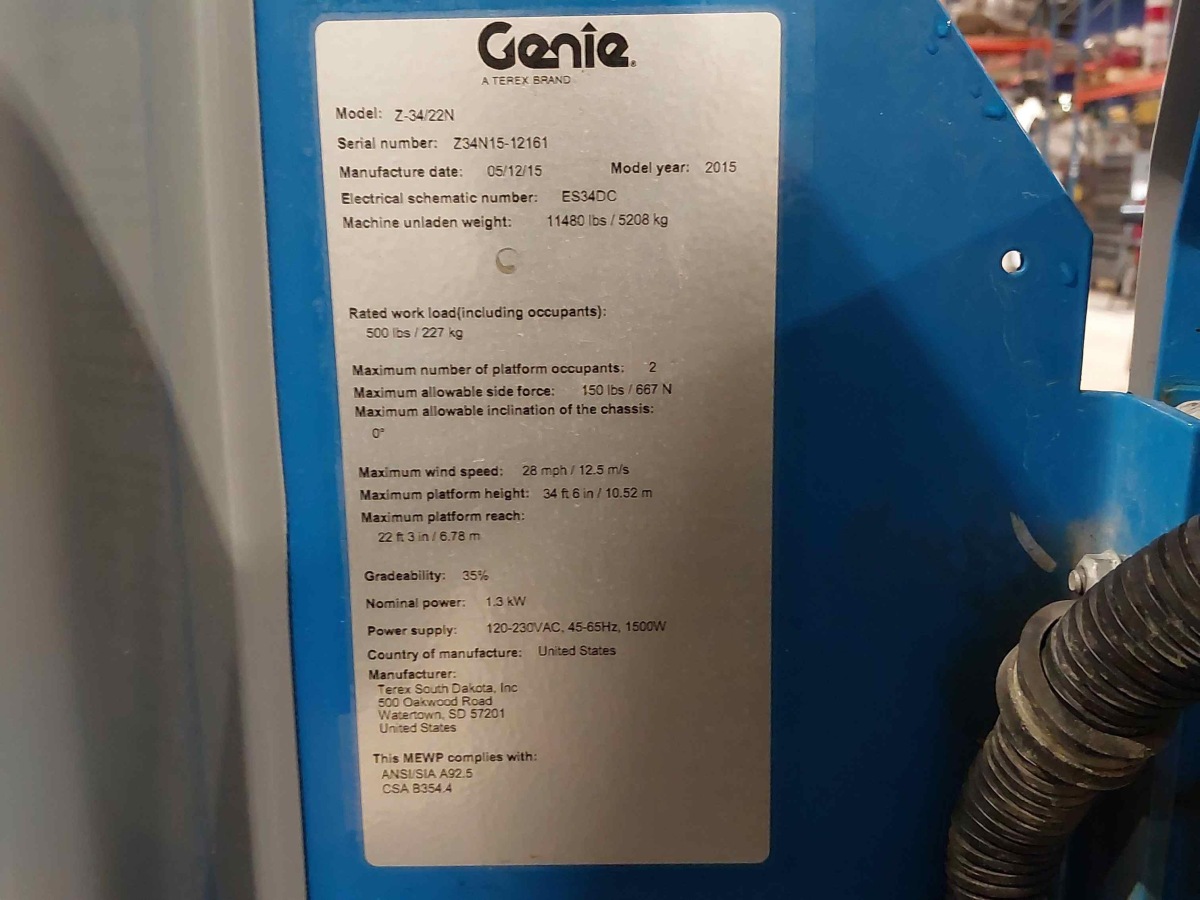 Genie
A TEREX BRAND
Model: Z-34/22N
Serial number: Z34N15-12161
Manufacture date: 05/12/15 Model year: 2015
Electrical schematic number: ES34DC
Machine unladen weight: 11480 lbs / 5208 kg
Rated work load(including occupants):
500 lbs / 227 kg
Maximum number of platform occupants: 2
Maximum allowable side force: 150 lbs / 667 N
Maximum allowable inclination of the chassis:
0°
Maximum wind speed: 28 mph / 12.5 m/s
Maximum platform height: 34 ft 6 in / 10.52 m
Maximum platform reach:
22 ft 3 in / 6.78 m
Gradeability: 35%
Nominal power: 1.3 kW
Power supply: 120-230VAC, 45-65Hz, 1500W
Country of manufacture: United States
Manufacturer:
Terex South Dakota, Inc
500 Oakwood Road
Watertown, SD 57201
United States
This MEWP complies with:
ANSI/SIA A92.5
CSA B354.4